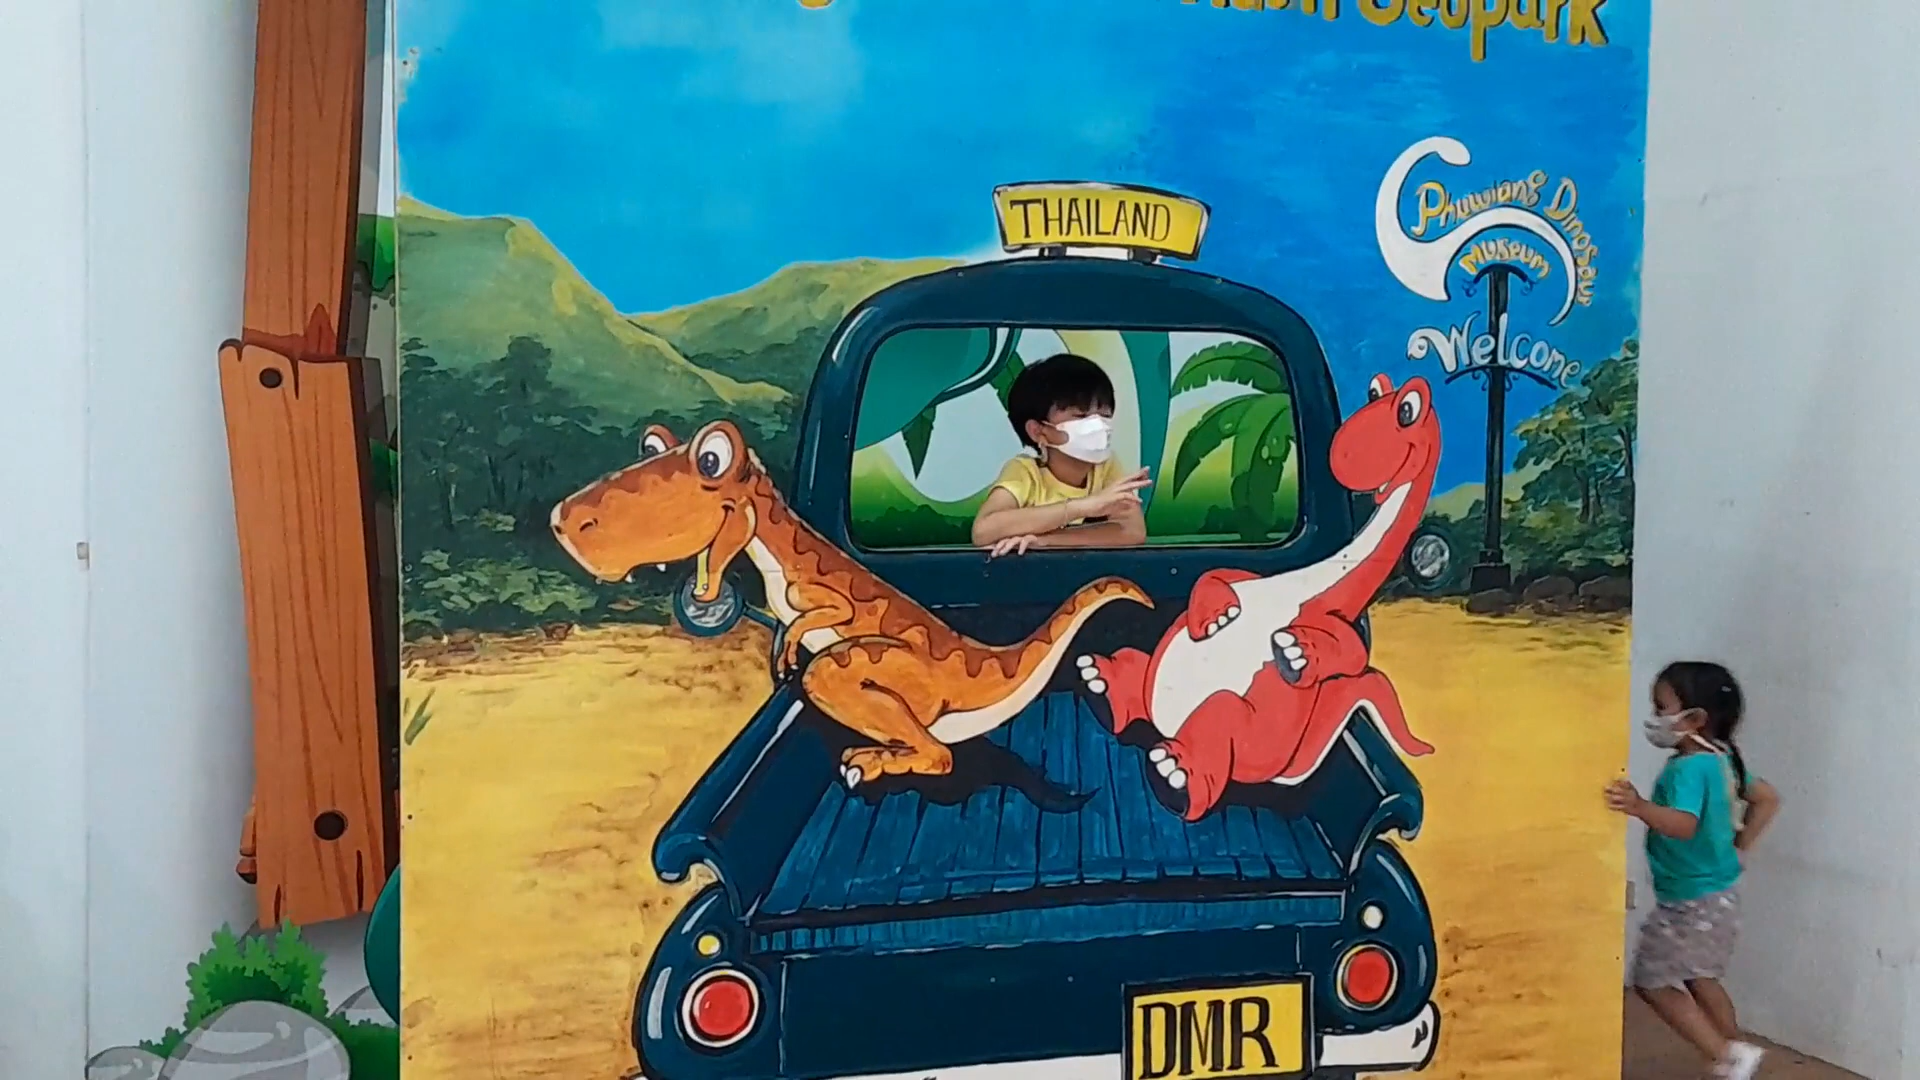 Geopark
THAILAND
Phuwiang Dinosaur
Museum
Welcome
DMR